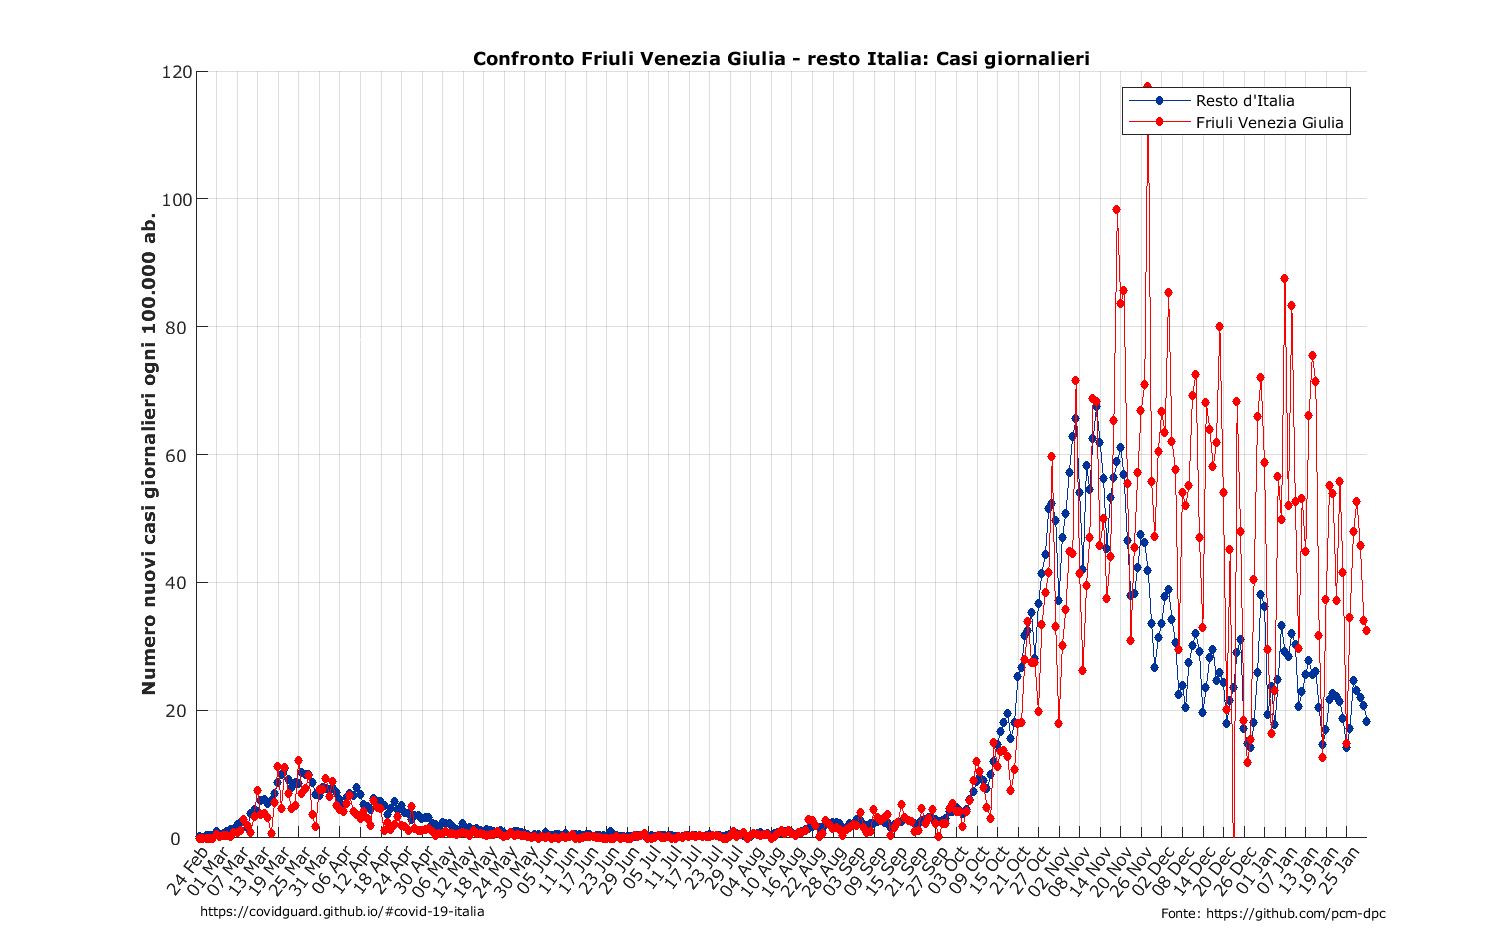 Confronto Friuli Venezia Giulia - resto Italia: Casi giornalieri
120
100
80
60
40
20
0
Numero nuovi casi giornalieri ogni 100.000 ab.
Resto d'Italia
Friuli Venezia Giulia
24 Feb
01 Mar
07 Mar
13 Mar
19 Mar
25 Mar
31 Mar
06 Apr
12 Apr
18 Apr
24 Apr
30 Apr
06 May
12 May
18 May
24 May
30 May
05 Jun
11 Jun
17 Jun
23 Jun
29 Jun
05 Jul
11 Jul
17 Jul
23 Jul
29 Jul
04 Aug
10 Aug
16 Aug
22 Aug
28 Aug
03 Sep
09 Sep
15 Sep
21 Sep
27 Sep
03 Oct
09 Oct
15 Oct
21 Oct
27 Oct
02 Nov
08 Nov
14 Nov
20 Nov
26 Nov
02 Dec
08 Dec
14 Dec
20 Dec
26 Dec
01 Jan
07 Jan
13 Jan
19 Jan
25 Jan
https://covidguard.github.io/#covid-19-italia
Fonte: https://github.com/pcm-dpc